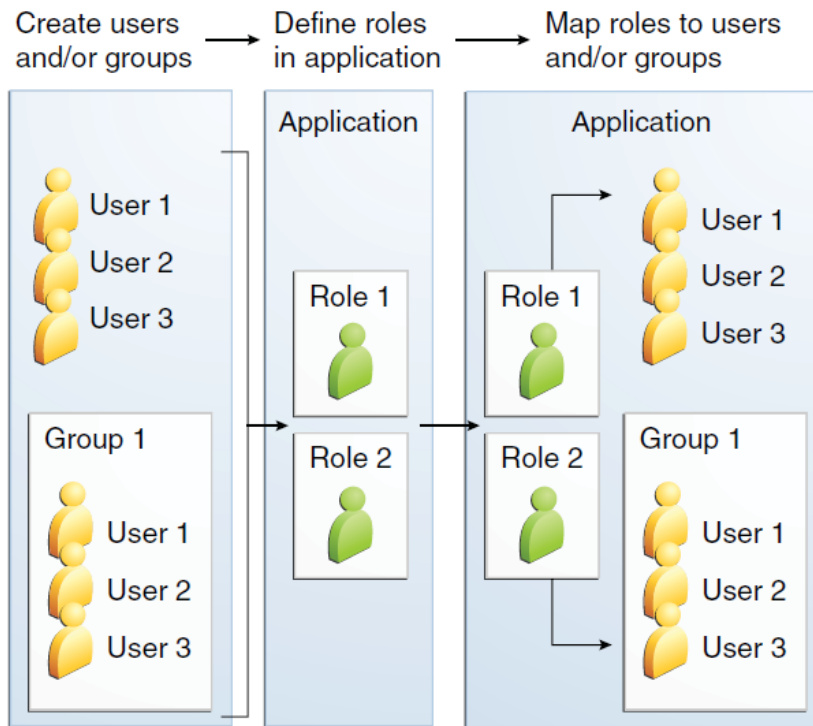 Create users
and/or groups
Define roles
in application
Map roles to users
and/or groups
User 1
User 2
User 3
Group 1
User 1
User 2
User 3
Application
Role 1
Role 2
Application
Role 1
Role 2
User 1
User 2
User 3
Group 1
User 1
User 2
User 3